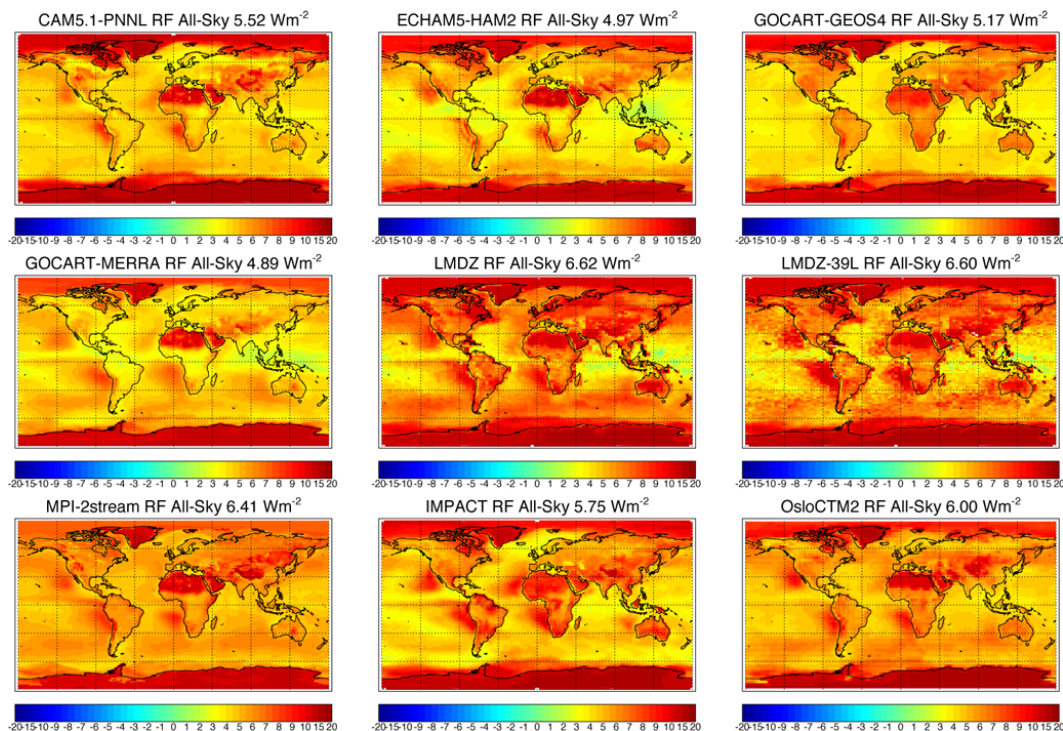 CAM5.1-PNNL RF All-Sky 5.52 Wm-2
ECHAM5-HAM2 RF All-Sky 4.97 Wm-2
GOCART-GEOS4 RF All-Sky 5.17 Wm-2
-20-15-10-9 -8 -7 -6 -5 -4 -3 -2 -1 0 1 2 3 4 5 6 7 8 9 10 15 20
-20-15-10-9 -8 -7 -6 -5 -4 -3 -2 -1 0 1 2 3 4 5 6 7 8 9 10 15 20
-20-15-10-9 -8 -7 -6 -5 -4 -3 -2 -1 0 1 2 3 4 5 6 7 8 9 10 15 20
GOCART-MERRA RF All-Sky 4.89 Wm-2
LMDZ RF All-Sky 6.62 Wm-2
LMDZ-39L RF All-Sky 6.60 Wm-2
-20-15-10-9 -8 -7 -6 -5 -4 -3 -2 -1 0 1 2 3 4 5 6 7 8 9 10 15 20
-20-15-10-9 -8 -7 -6 -5 -4 -3 -2 -1 0 1 2 3 4 5 6 7 8 9 10 15 20
-20-15-10-9 -8 -7 -6 -5 -4 -3 -2 -1 0 1 2 3 4 5 6 7 8 9 10 15 20
MPI-2stream RF All-Sky 6.41 Wm-2
IMPACT RF All-Sky 5.75 Wm-2
OsloCTM2 RF All-Sky 6.00 Wm-2
-20-15-10-9 -8 -7 -6 -5 -4 -3 -2 -1 0 1 2 3 4 5 6 7 8 9 10 15 20
-20-15-10-9 -8 -7 -6 -5 -4 -3 -2 -1 0 1 2 3 4 5 6 7 8 9 10 15 20
-20-15-10-9 -8 -7 -6 -5 -4 -3 -2 -1 0 1 2 3 4 5 6 7 8 9 10 15 20